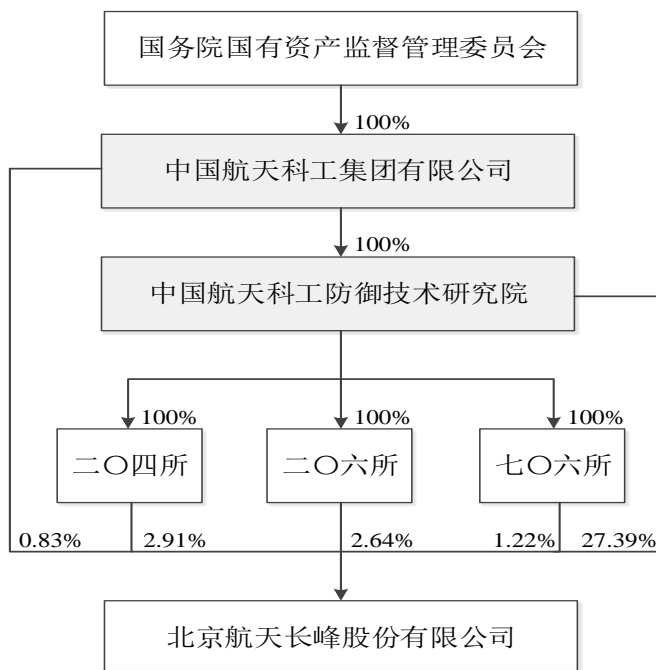 国务院国有资产监督管理委员会
100%
中国航天科工集团有限公司
100%
中国航天科工防御技术研究院
100% 100% 100%
二〇四所 二〇六所 七〇六所
0.83% 2.91% 2.64% 1.22% 27.39%
北京航天长峰股份有限公司